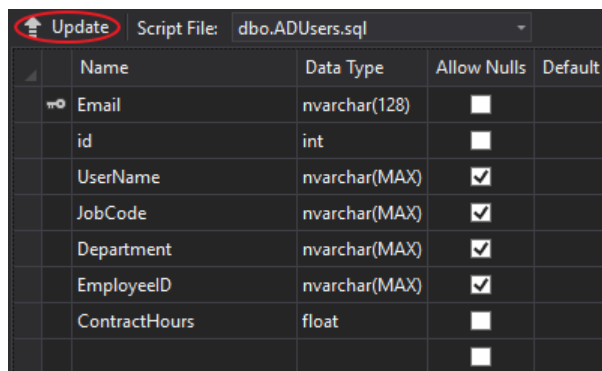 Update Script File: dbo.ADUsers.sql
Name Data Type Allow Nulls Default
Email nvarchar(128)
id int
UserName nvarchar(MAX)
JobCode nvarchar(MAX)
Department nvarchar(MAX)
EmployeeID nvarchar(MAX)
ContractHours float